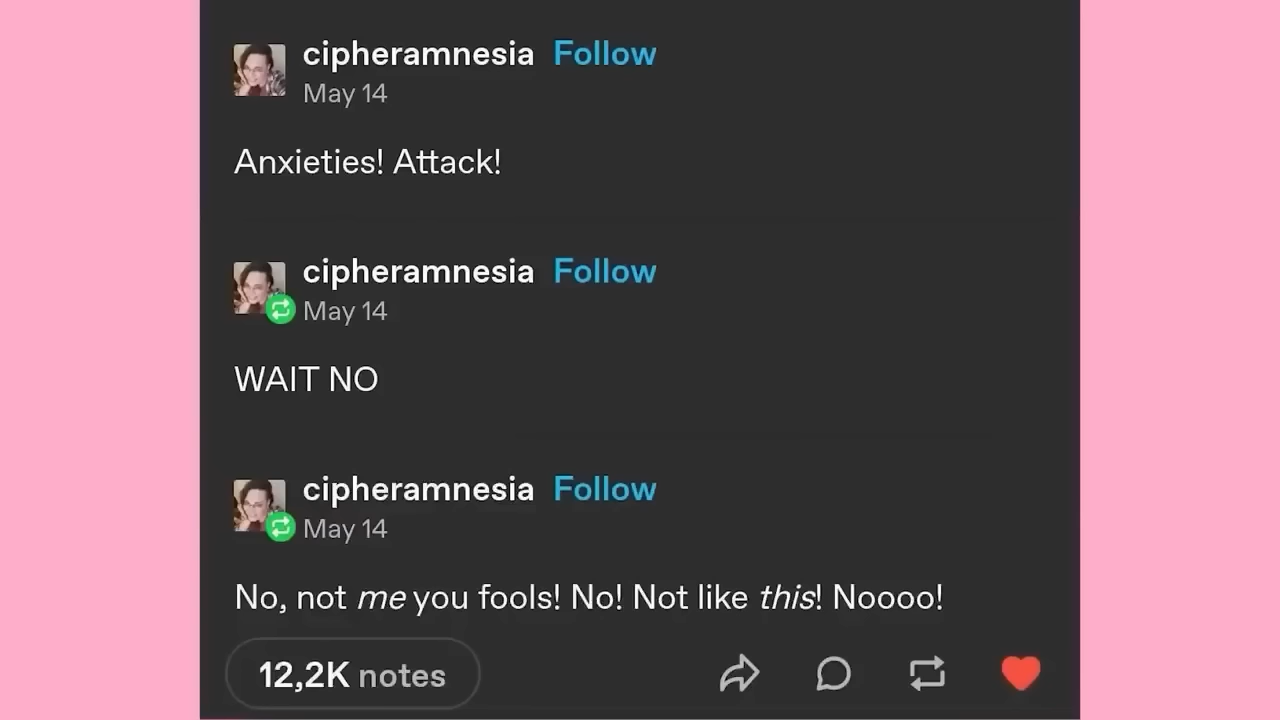 cipheramnesia Follow
May 14
Anxieties! Attack!
cipheramnesia Follow
May 14
WAIT NO
cipheramnesia Follow
May 14
No, not me you fools! No! Not like this! Noooo!
12,2K notes